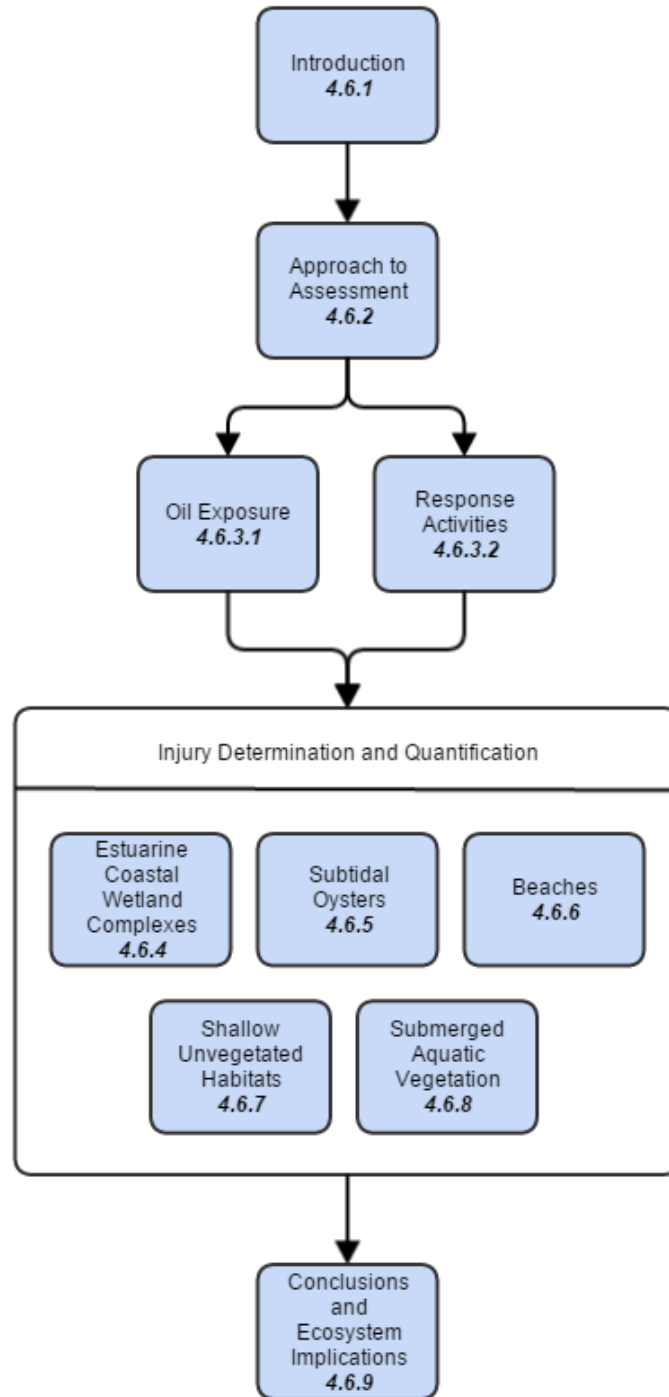 Introduction
4.6.1
Approach to
Assessment
4.6.2
Oil Exposure
4.6.3.1
Response
Activities
4.6.3.2
Injury Determination and Quantification
Estuarine
Coastal
Wetland
Complexes
4.6.4
Subtidal
Oysters
4.6.5
Beaches
4.6.6
Shallow
Unvegetated
Habitats
4.6.7
Submerged
Aquatic
Vegetation
4.6.8
Conclusions
and
Ecosystem
Implications
4.6.9